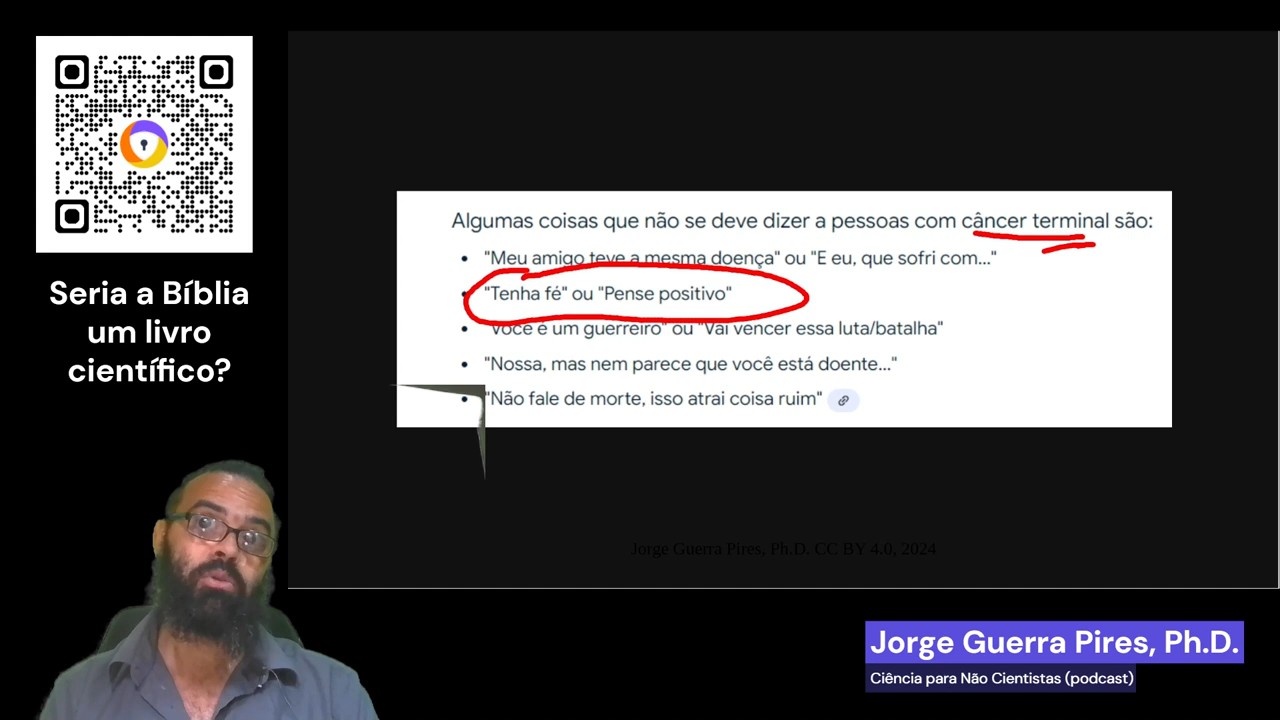 Seria a Bíblia
um livro
científico?
Algumas coisas que não se deve dizer a pessoas com câncer terminal são:
• "Meu amigo teve a mesma doença" ou "E eu, que sofri com..."
• "Tenha fé" ou "Pense positivo"
• "Você é um guerreiro" ou "Vai vencer essa luta/batalha"
• "Nossa, mas nem parece que você está doente..."
• "Não fale de morte, isso atrai coisa ruim"
Jorge Guerra Pires, Ph.D. CC BY 4.0, 2024
Jorge Guerra Pires, Ph.D.
Ciência para Não Cientistas (podcast)